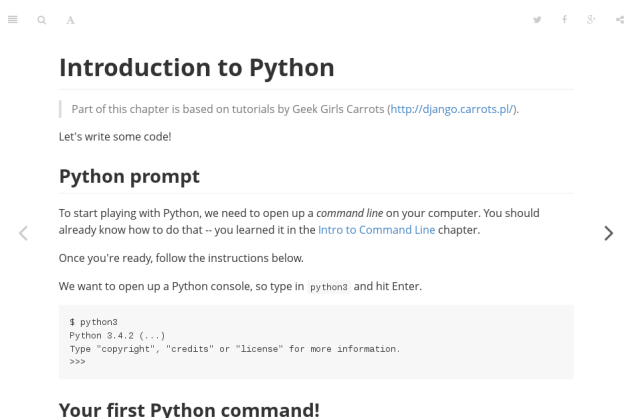 Introduction to Python
Part of this chapter is based on tutorials by Geek Girls Carrots (http://django.carrots.pl/).
Let's write some code!
Python prompt
To start playing with Python, we need to open up a command line on your computer. You should
already know how to do that -- you learned it in the Intro to Command Line chapter.
Once you're ready, follow the instructions below.
We want to open up a Python console, so type in python3 and hit Enter.
$ python3
Python 3.4.2 (...)
Type "copyright", "credits" or "license" for more information.
>>>
Your first Python command!